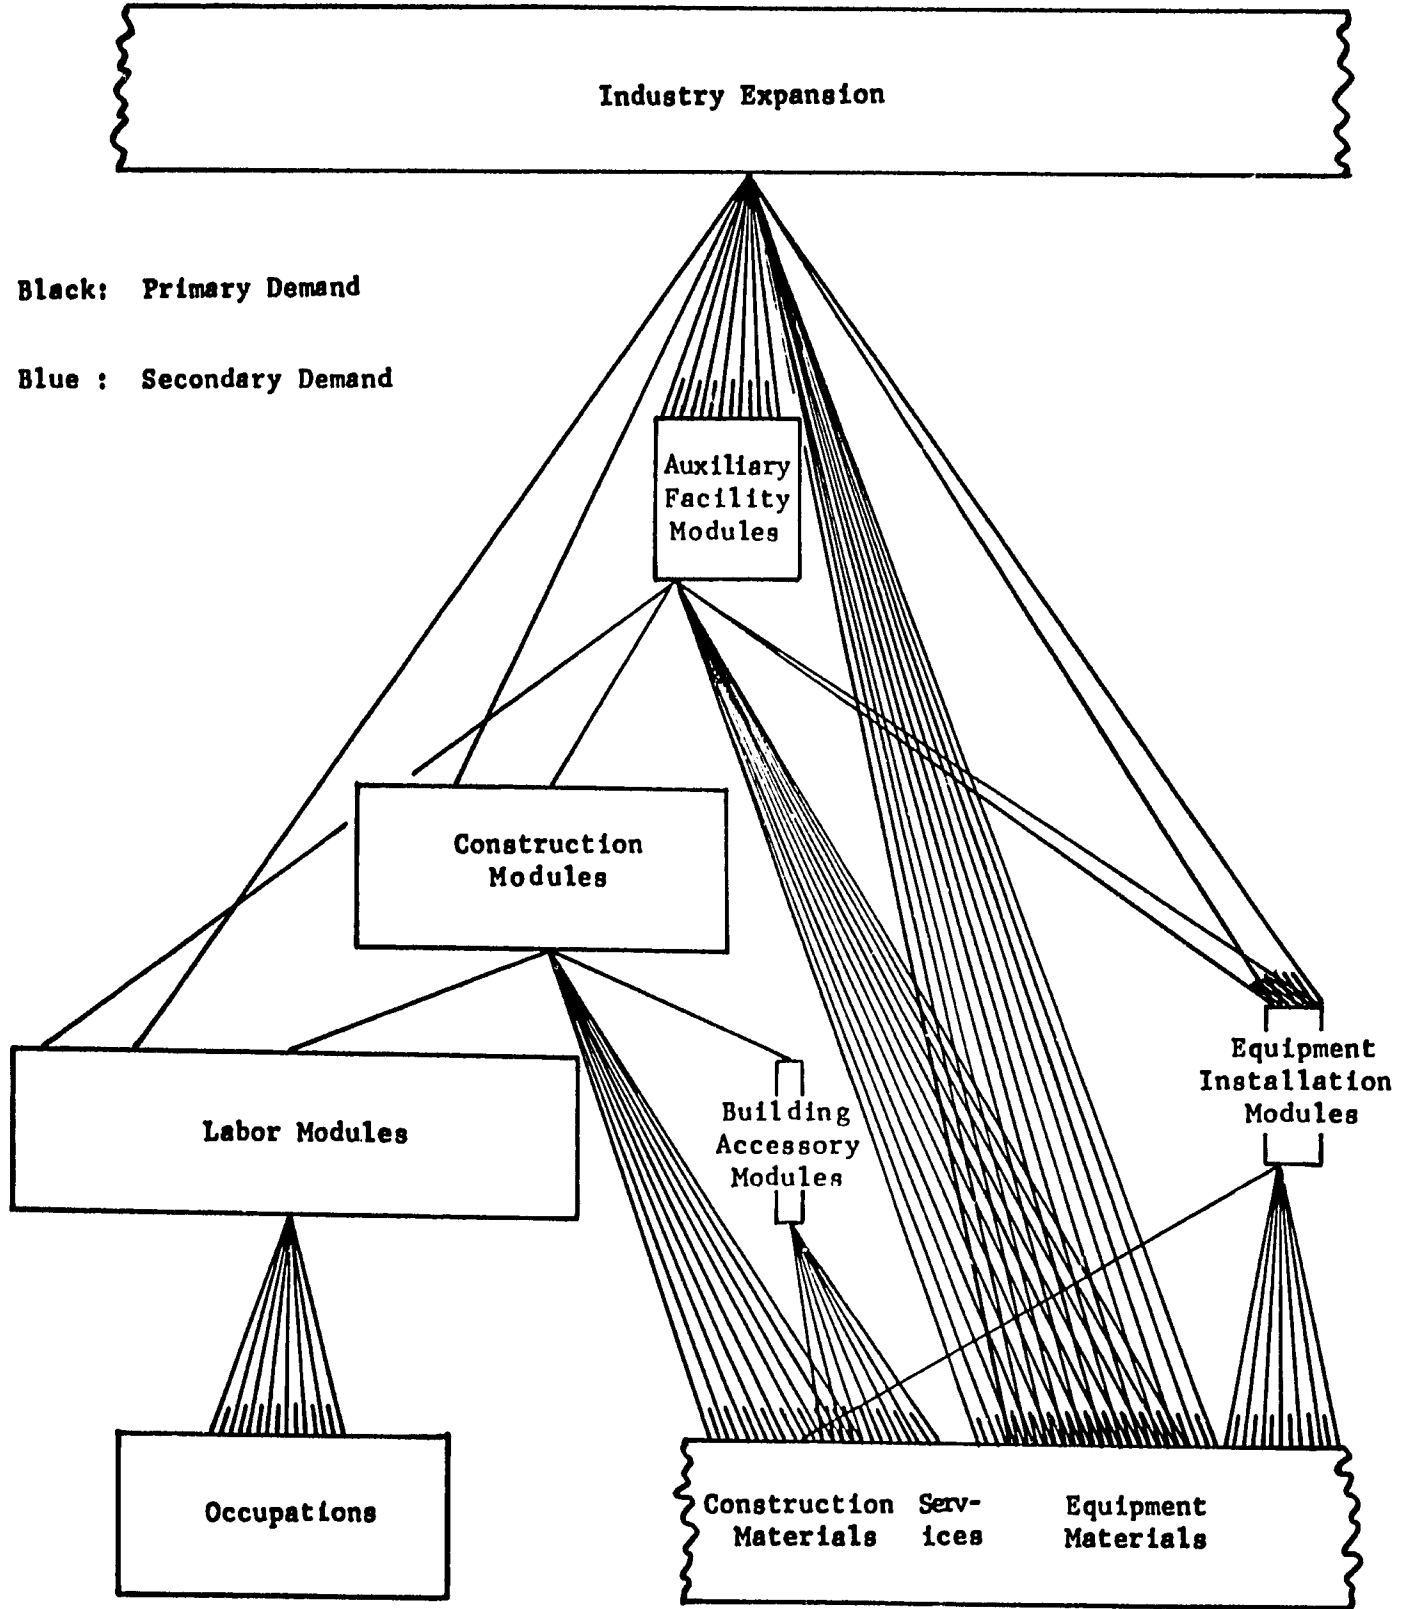 Industry Expansion
Black: Primary Demand
Blue : Secondary Demand
Auxiliary
Facility
Modules
Construction
Modules
Equipment
Installation
Modules
Labor Modules
Building
Accessory
Modules
Occupations
Construction
Materials
Serv-
ices
Equipment
Materials